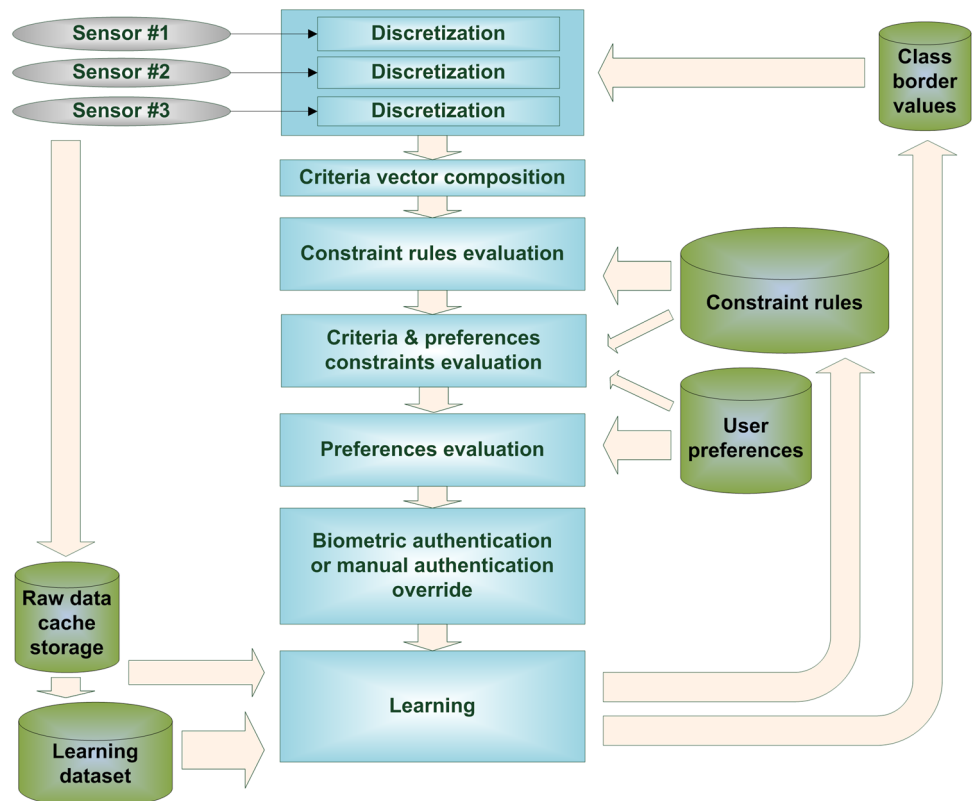 Sensor #1
Discretization
Sensor #2
Discretization
Sensor #3
Discretization
Class
border
values
Criteria vector composition
Constraint rules evaluation
Constraint rules
Criteria & preferences
constraints evaluation
User
preferences
Preferences evaluation
Biometric authentication
or manual authentication
override
Raw data
cache
storage
Learning
Learning
dataset